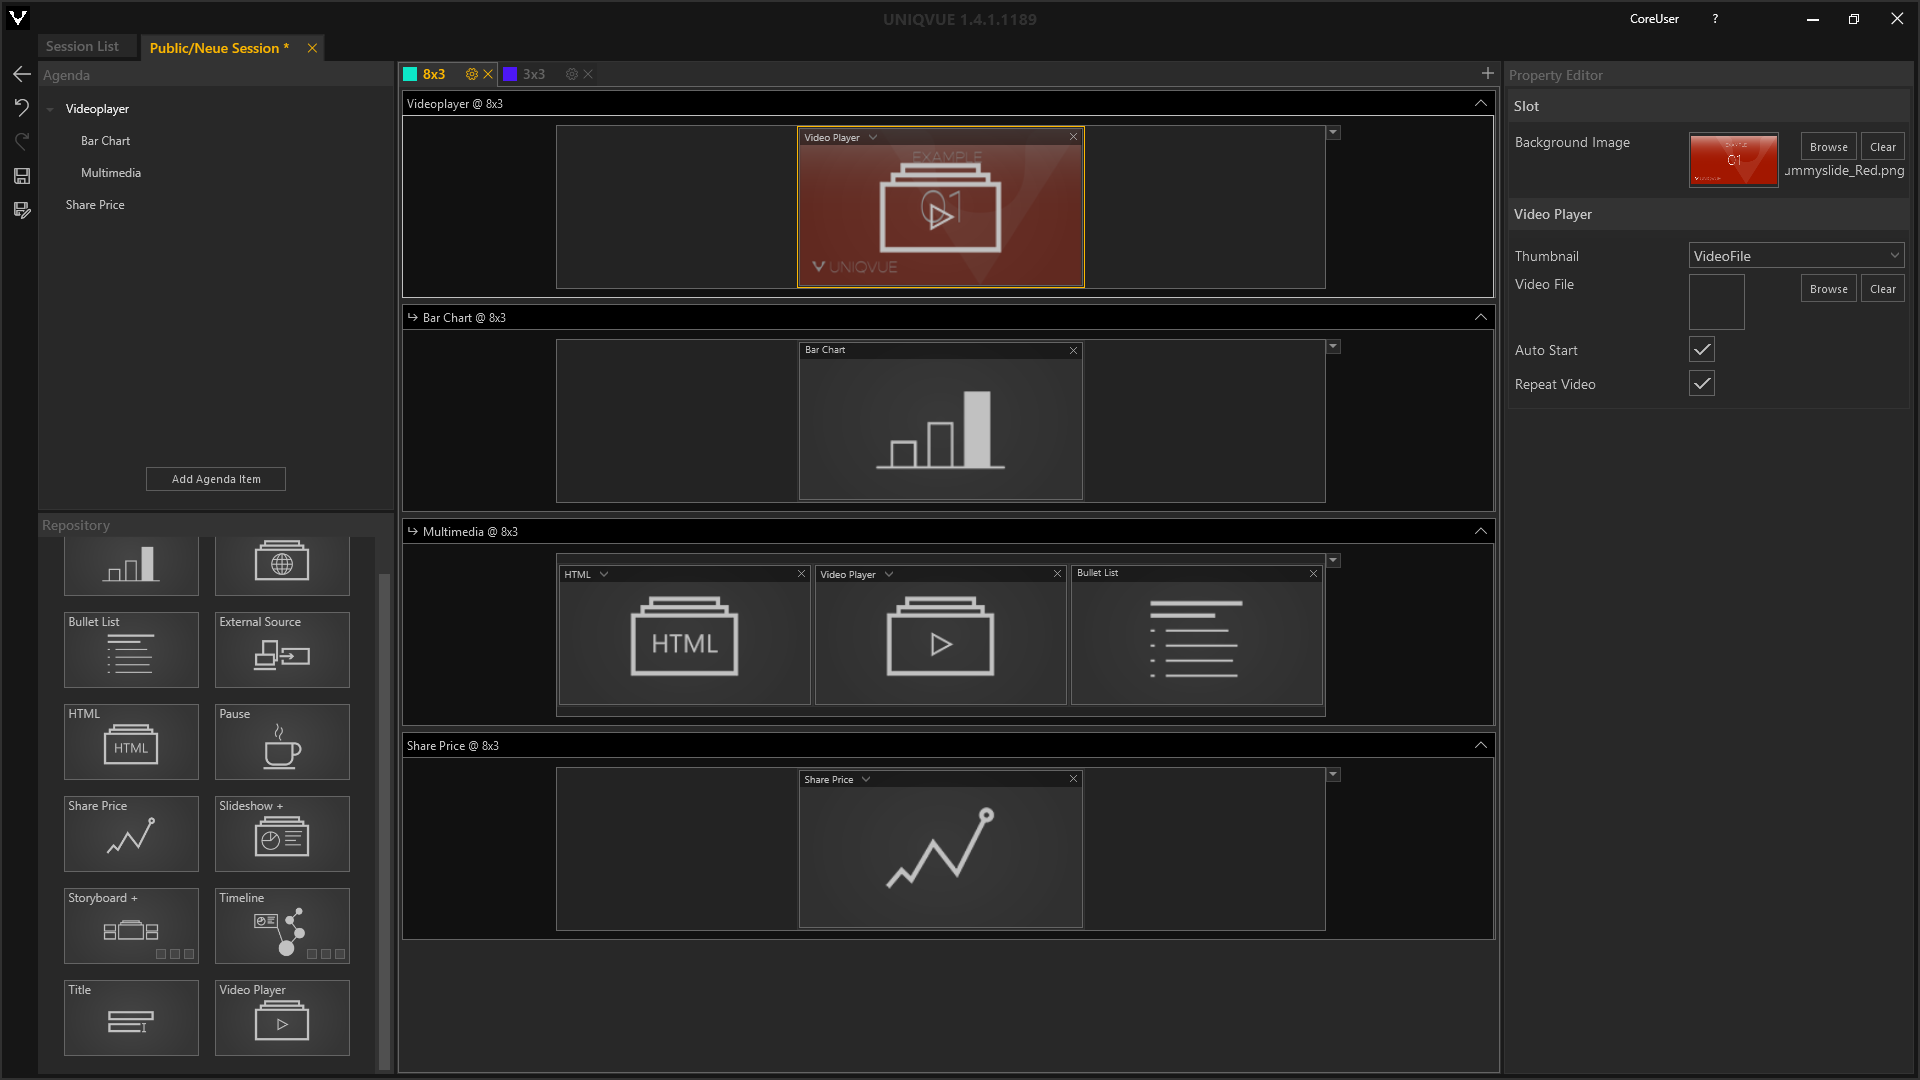 UNIQVUE 1.4.1.1189
CoreUser
?
Session List
Public/Neue Session *
Agenda
Videoplayer
Bar Chart
Multimedia
Share Price
Add Agenda Item
Repository
Bullet List
External Source
HTML
HTML
Pause
Share Price
Slideshow +
Storyboard +
Timeline
Title
Video Player
8x3
3x3
Videoplayer @ 8x3
Video Player
EXAMPLE
01
UNIQVUE
Bar Chart @ 8x3
Bar Chart
Multimedia @ 8x3
HTML
HTML
Video Player
Bullet List
Share Price @ 8x3
Share Price
Property Editor
Slot
Background Image
01
Browse
Clear
ummyslide_Red.png
Video Player
Thumbnail
VideoFile
Video File
Browse
Clear
Auto Start
Repeat Video